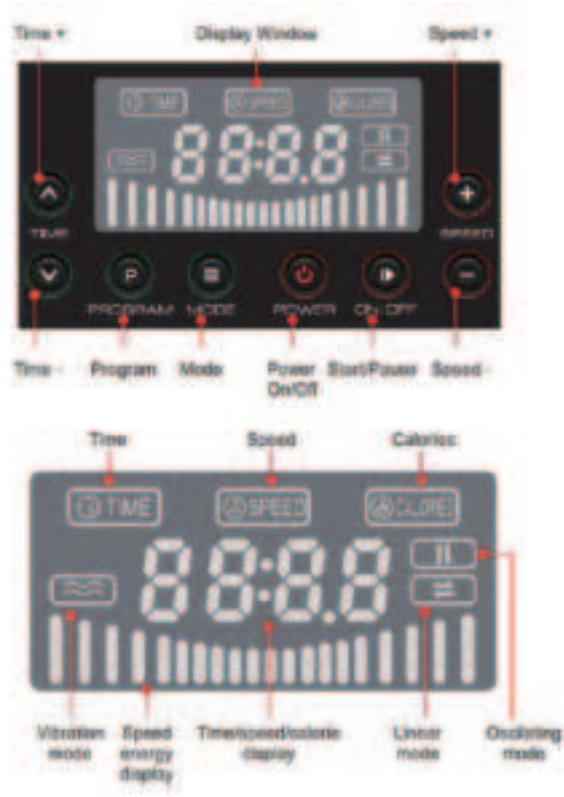 Time + Display Window Speed +
TIME SPEED CALORIES
88:8.8
TIME SPEED
PROGRAM MODE POWER ON/OFF
Time - Program Mode Power On/Off Start/Pause Speed -
Time Speed Calories
TIME SPEED CALORIES
88:8.8
Vibration mode
Speed energy display
Time/speed/calorie display
Linear mode
Oscillating mode